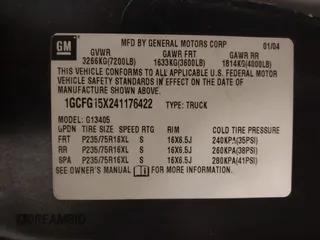 GM
MFD BY GENERAL MOTORS CORP 01/04
GVWR GAWR FRT GAWR RR
3266KG(7200LB) 1633KG(3600LB) 1814KG(4000LB)
THIS VEHICLE CONFORMS TO ALL APPLICABLE U.S. FEDERAL MOTOR
VEHICLE SAFETY STANDARDS IN EFFECT ON THE DATE OF
MANUFACTURE SHOWN ABOVE.
1GCFG15X241176422 TYPE: TRUCK
MODEL: G13405
GPDN TIRE SIZE SPEED RTG RIM COLD TIRE PRESSURE
FRT P235/75R16XL S 16X6.5J 240KPA(35PSI)
RR P235/75R16XL S 16X6.5J 260KPA(38PSI)
SPA P235/75R16XL S 16X6.5J 280KPA(41PSI)
SEE OWNER'S MANUAL
DREAMBID